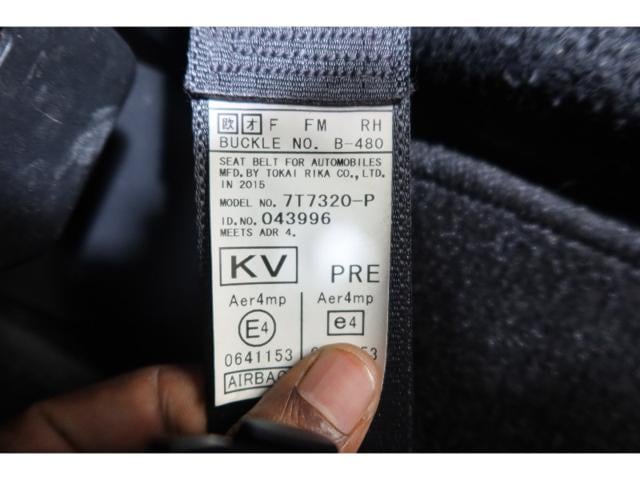 欧 オ F FM RH
BUCKLE NO. B-480
SEAT BELT FOR AUTOMOBILES
MFD. BY TOKAI RIKA CO., LTD.
IN 2015
MODEL NO. 7T7320-P
ID. NO. 043996
MEETS ADR 4.
KV PRE
Aer4mp Aer4mp
E4 e4
0641153
AIRBAG